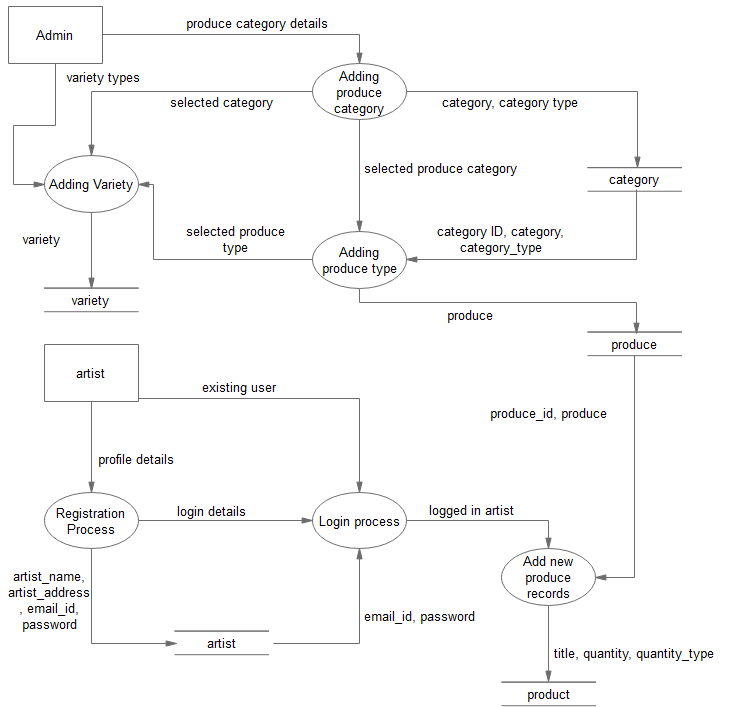 produce category details
Admin
variety types
Adding
produce
category
selected category
category, category type
selected produce category
category
Adding Variety
selected produce
type
category ID, category,
category_type
variety
Adding
produce type
variety
produce
produce
artist
existing user
produce_id, produce
profile details
Registration
Process
login details
Login process
logged in artist
Add new
produce
records
artist_name,
artist_address
, email_id,
password
email_id, password
artist
title, quantity, quantity_type
product